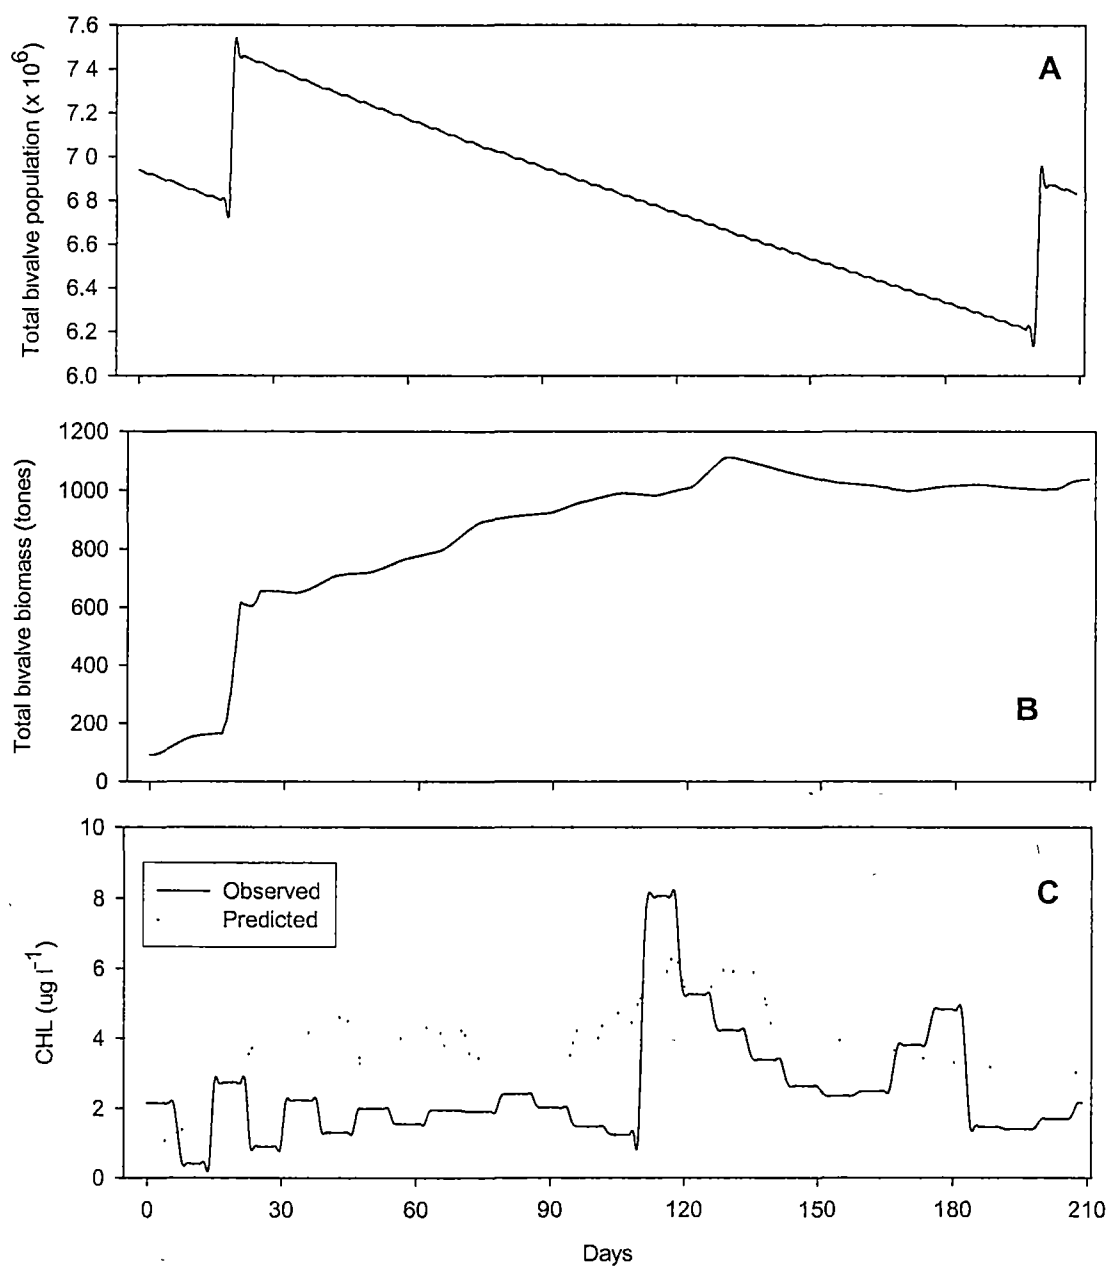 7.6
7.4
7.2
7.0
6.8
6.6
6.4
6.2
6.0
Total bivalve population (x 10⁶)
A
1200
1000
800
600
400
200
0
Total bivalve biomass (tones)
B
10
8
6
4
2
0
CHL (ug l⁻¹)
Observed
Predicted
C
0 30 60 90 120 150 180 210
Days